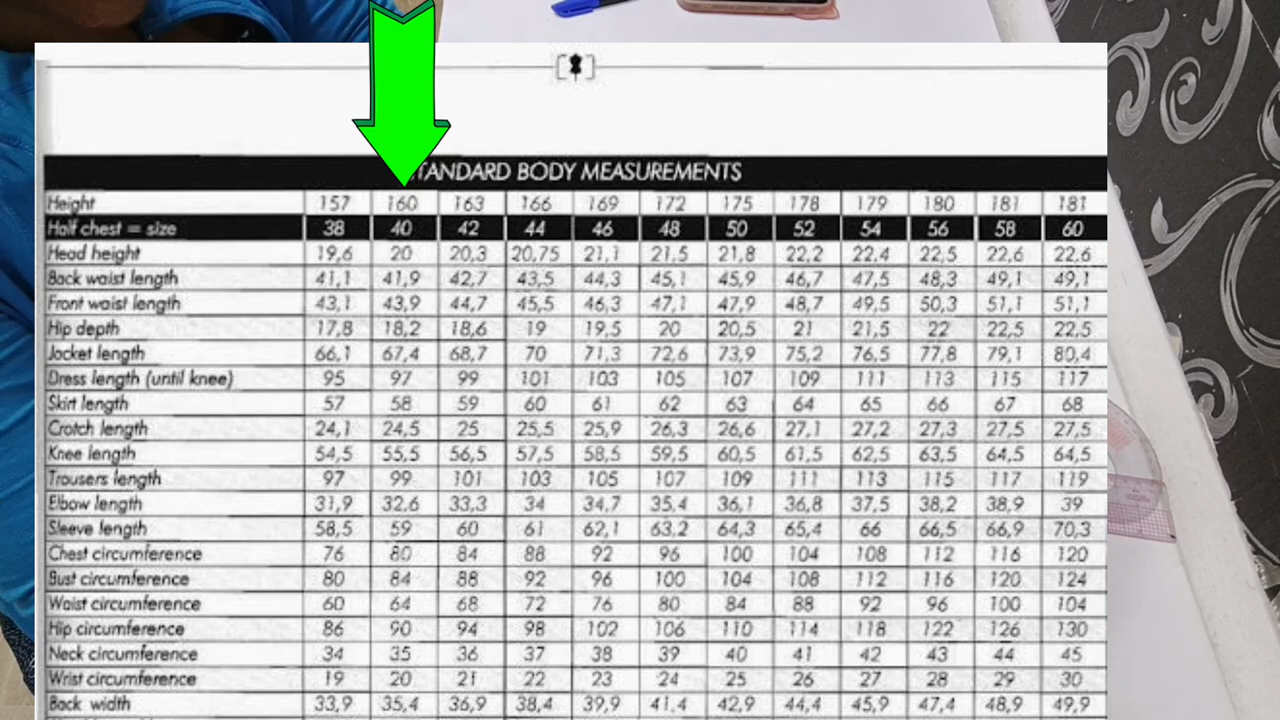 STANDARD BODY MEASUREMENTS
Height 157 160 163 166 169 172 175 178 179 180 181 181
Half chest = size 38 40 42 44 46 48 50 52 54 56 58 60
Head height 19,6 20 20,3 20,75 21,1 21,5 21,8 22,2 22,4 22,5 22,6 22,6
Back waist length 41,1 41,9 42,7 43,5 44,3 45,1 45,9 46,7 47,5 48,3 49,1 49,1
Front waist length 43,1 43,9 44,7 45,5 46,3 47,1 47,9 48,7 49,5 50,3 51,1 51,1
Hip depth 17,8 18,2 18,6 19 19,5 20 20,5 21 21,5 22 22,5 22,5
Jacket length 66,1 67,4 68,7 70 71,3 72,6 73,9 75,2 76,5 77,8 79,1 80,4
Dress length (until knee) 95 97 99 101 103 105 107 109 111 113 115 117
Skirt length 57 58 59 60 61 62 63 64 65 66 67 68
Crotch length 24,1 24,5 25 25,5 25,9 26,3 26,6 27,1 27,2 27,3 27,5 27,5
Knee length 54,5 55,5 56,5 57,5 58,5 59,5 60,5 61,5 62,5 63,5 64,5 64,5
Trousers length 97 99 101 103 105 107 109 111 113 115 117 119
Elbow length 31,9 32,6 33,3 34 34,7 35,4 36,1 36,8 37,5 38,2 38,9 39
Sleeve length 58,5 59 60 61 62,1 63,2 64,3 65,4 66 66,5 66,9 70,3
Chest circumference 76 80 84 88 92 96 100 104 108 112 116 120
Bust circumference 80 84 88 92 96 100 104 108 112 116 120 124
Waist circumference 60 64 68 72 76 80 84 88 92 96 100 104
Hip circumference 86 90 94 98 102 106 110 114 118 122 126 130
Neck circumference 34 35 36 37 38 39 40 41 42 43 44 45
Wrist circumference 19 20 21 22 23 24 25 26 27 28 29 30
Back width 33,9 35,4 36,9 38,4 39,9 41,4 42,9 44,4 45,9 47,4 48,9 49,9